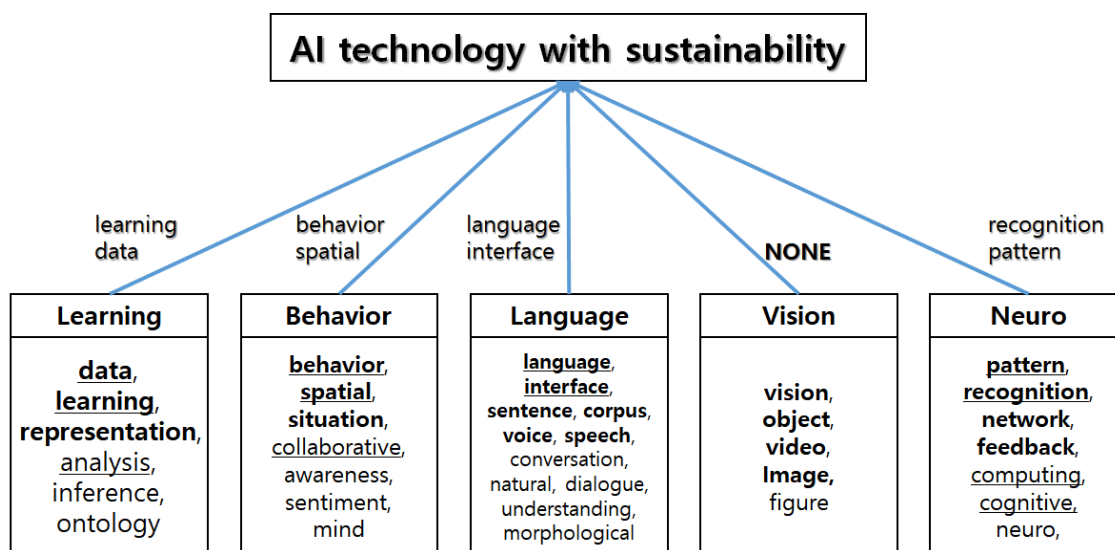 AI technology with sustainability
learning
data
behavior
spatial
language
interface
NONE
recognition
pattern
Learning
data,
learning,
representation,
analysis,
inference,
ontology
Behavior
behavior,
spatial,
situation,
collaborative,
awareness,
sentiment,
mind
Language
language,
interface,
sentence, corpus,
voice, speech,
conversation,
natural, dialogue,
understanding,
morphological
Vision
vision,
object,
video,
Image,
figure
Neuro
pattern,
recognition,
network,
feedback,
computing,
cognitive,
neuro,